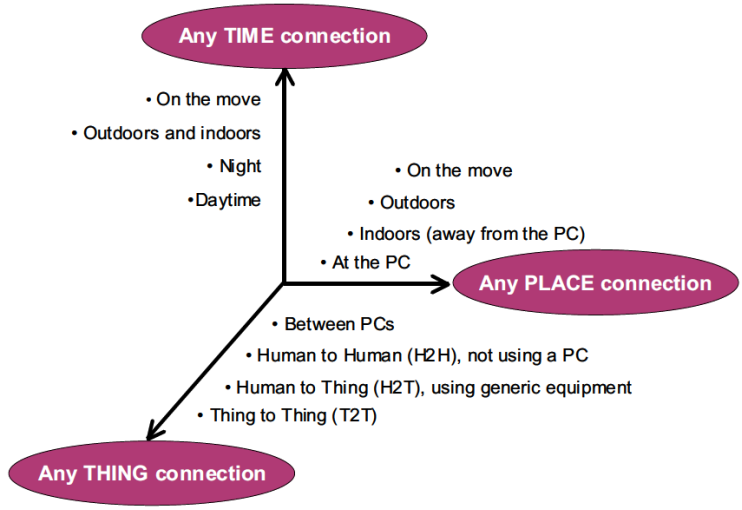 Any TIME connection
• On the move
• Outdoors and indoors
• Night
•Daytime
• On the move
• Outdoors
• Indoors (away from the PC)
• At the PC
Any PLACE connection
• Between PCs
• Human to Human (H2H), not using a PC
• Human to Thing (H2T), using generic equipment
• Thing to Thing (T2T)
Any THING connection